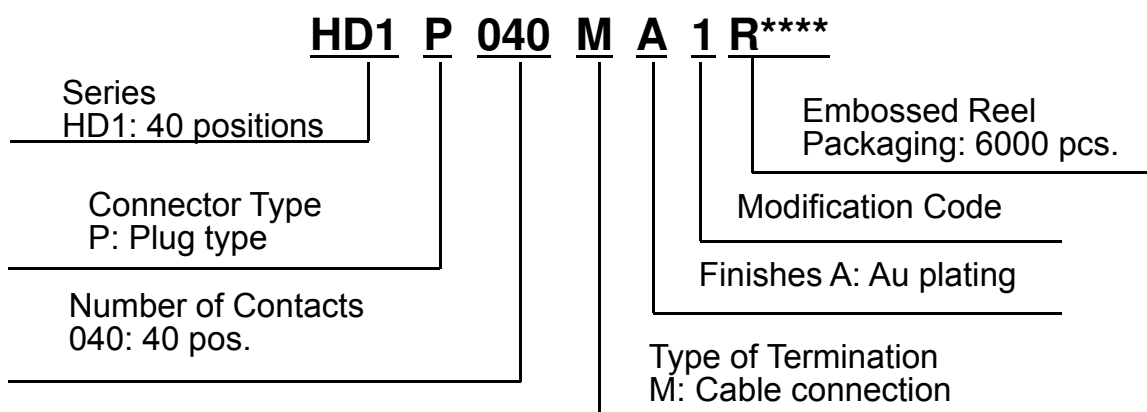 HD1 P 040 M A 1 R****
Series
HD1: 40 positions
Embossed Reel
Packaging: 6000 pcs.
Connector Type
P: Plug type
Modification Code
Number of Contacts
040: 40 pos.
Finishes A: Au plating
Type of Termination
M: Cable connection